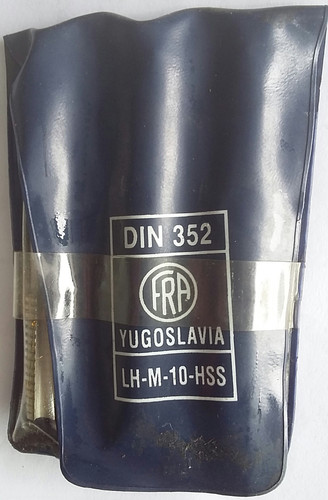 DIN 352
FRA
YUGOSLAVIA
LH-M-10-HSS